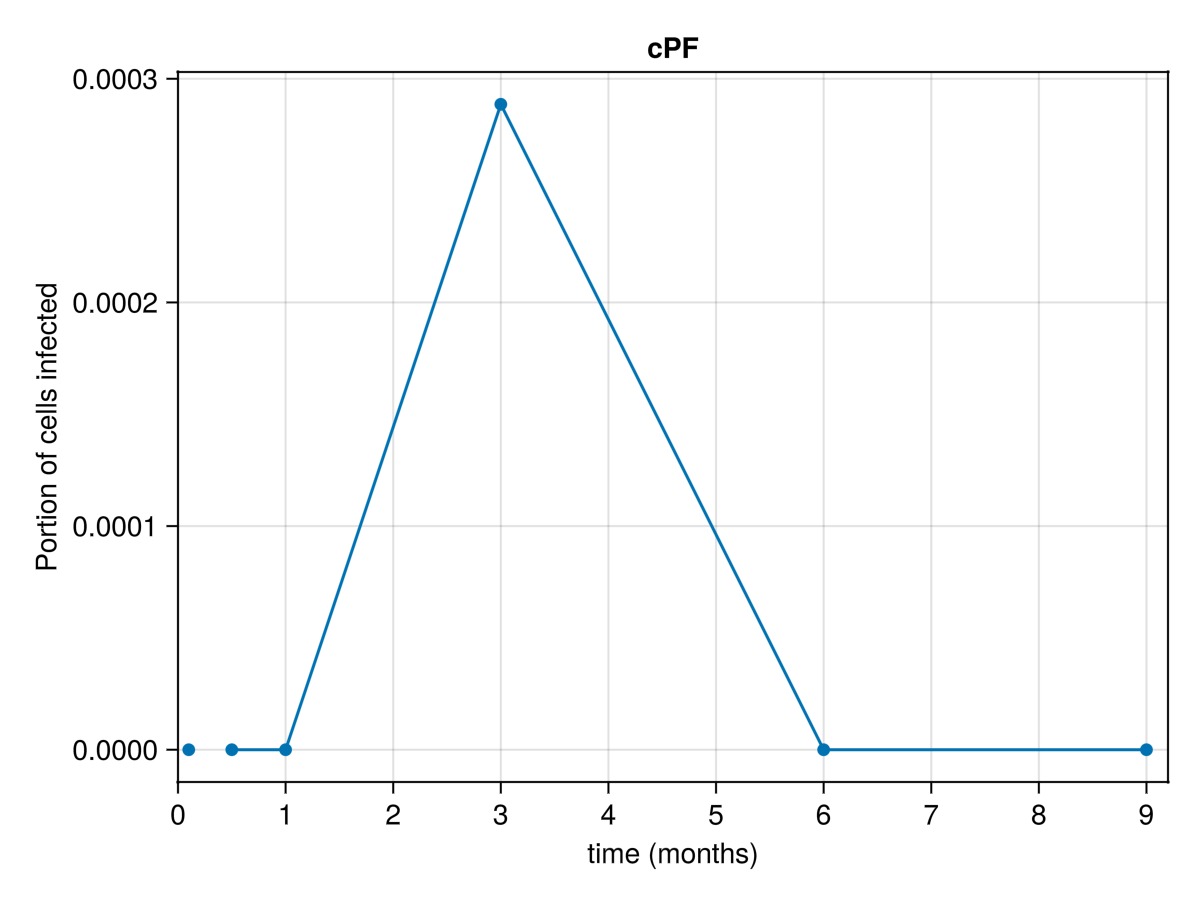 cPF
0.0003
0.0002
0.0001
0.0000
Portion of cells infected
0 1 2 3 4 5 6 7 8 9
time (months)